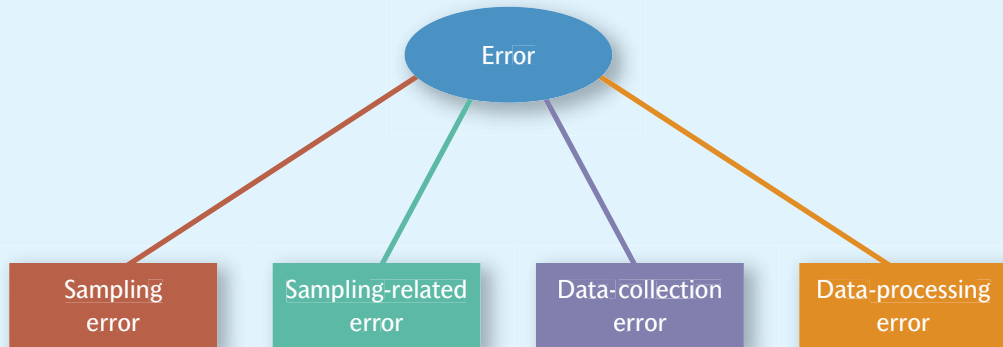 Error
Sampling
error
Sampling-related
error
Data-collection
error
Data-processing
error